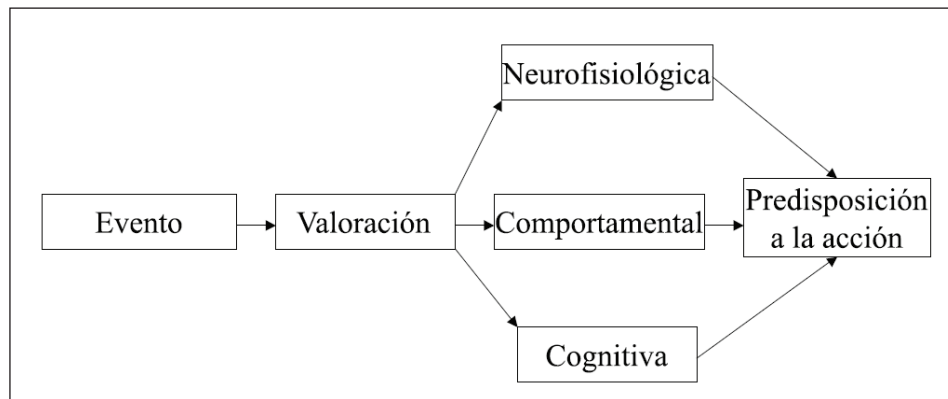 Neurofisiológica
Evento
Valoración
Comportamental
Predisposición
a la acción
Cognitiva